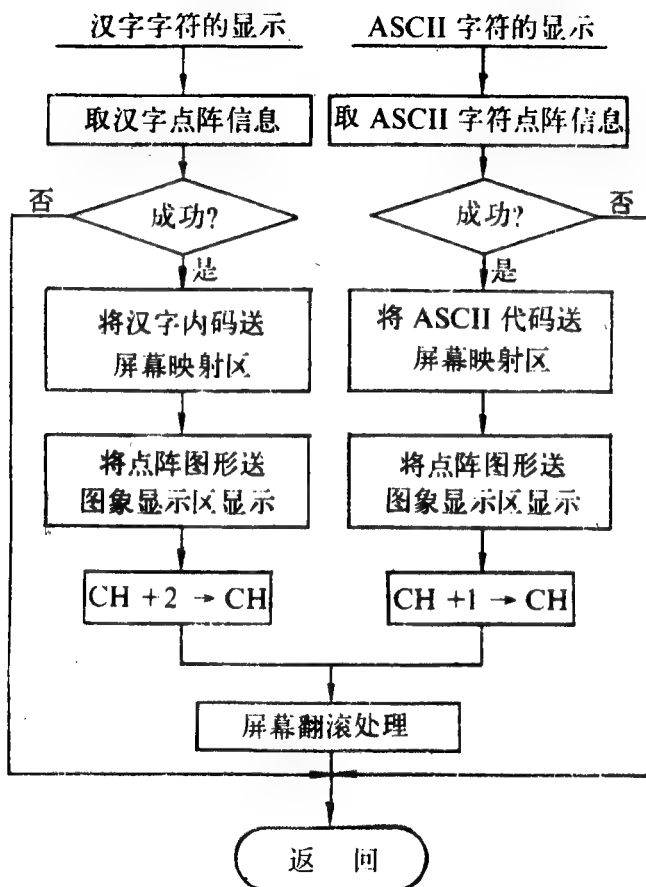 汉字字符的显示
ASCII 字符的显示
取汉字点阵信息
取 ASCII 字符点阵信息
否
成功?
成功?
否
是
是
将汉字内码送
屏幕映射区
将 ASCII 代码送
屏幕映射区
将点阵图形送
图象显示区显示
将点阵图形送
图象显示区显示
CH +2 → CH
CH +1 → CH
屏幕翻滚处理
返 回